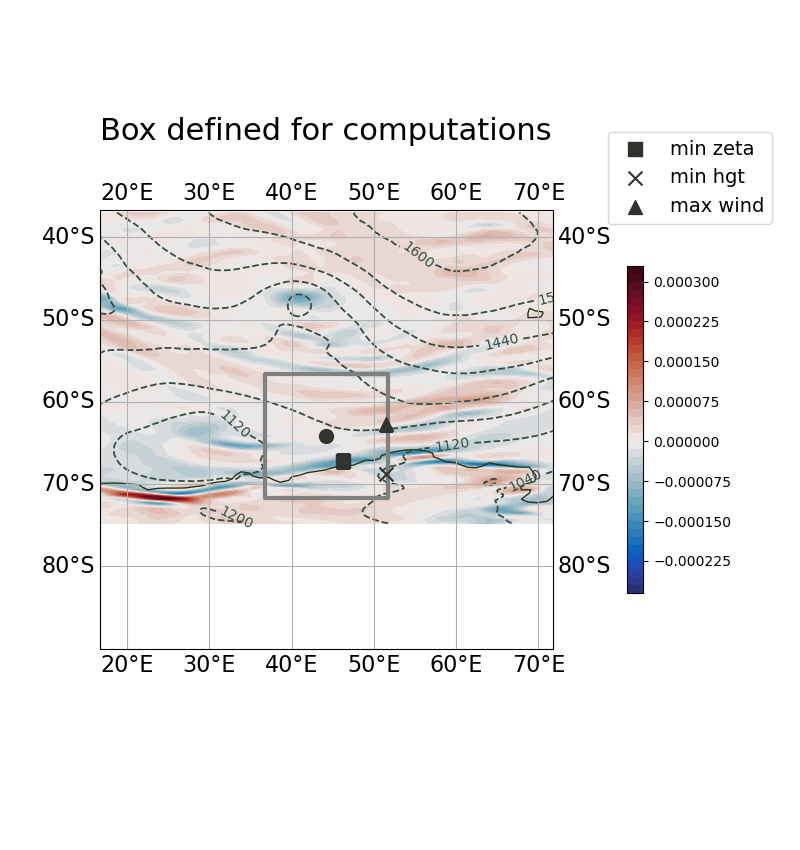 Box defined for computations
min zeta
min hgt
max wind
20°E 30°E 40°E 50°E 60°E 70°E
40°S 40°S
1600
0.000300
15
0.000225
50°S 50°S
1440
0.000150
60°S 60°S
0.000075
1120
0.000000
1120
70°S 70°S
1040
−0.000075
1200
−0.000150
80°S 80°S
−0.000225
20°E 30°E 40°E 50°E 60°E 70°E